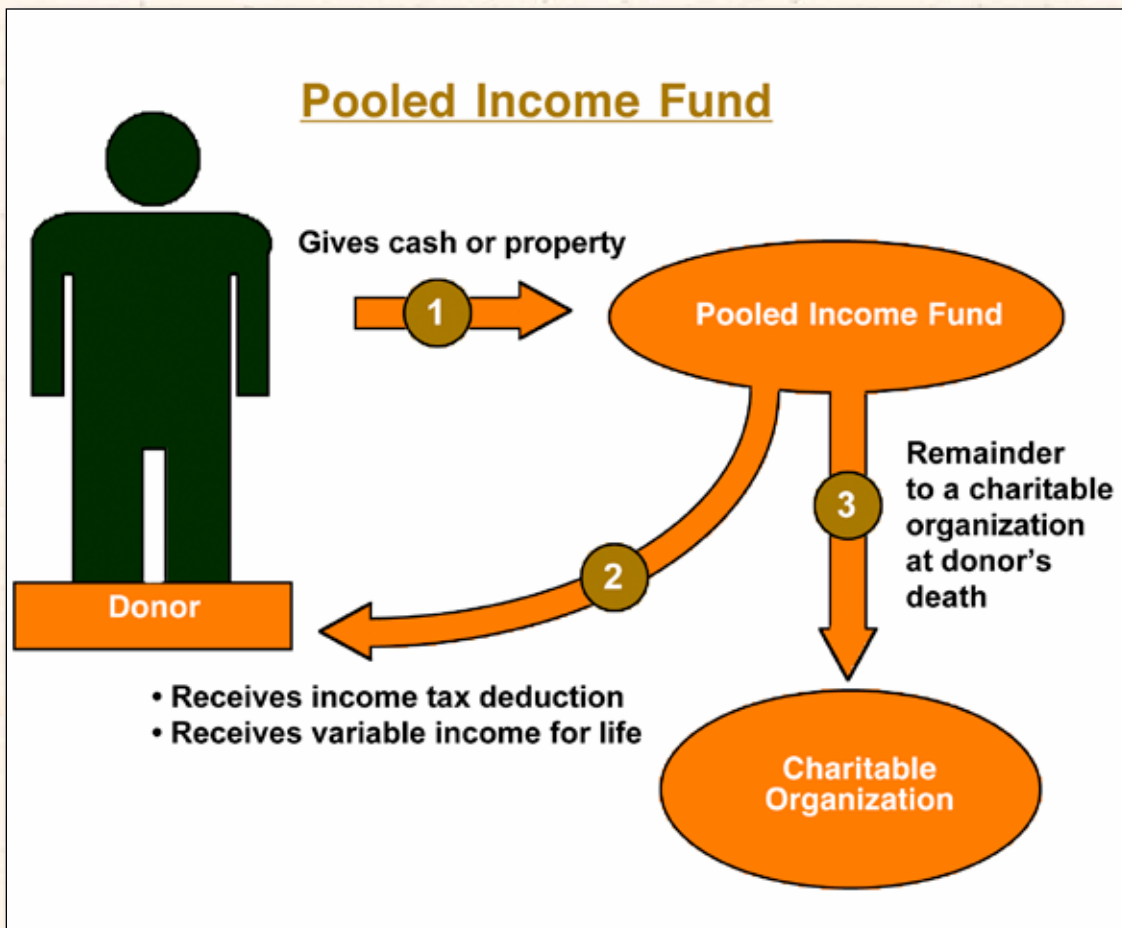 Pooled Income Fund
Gives cash or property
1
Pooled Income Fund
Remainder
to a charitable
organization
at donor's
death
3
2
Donor
• Receives income tax deduction
• Receives variable income for life
Charitable
Organization